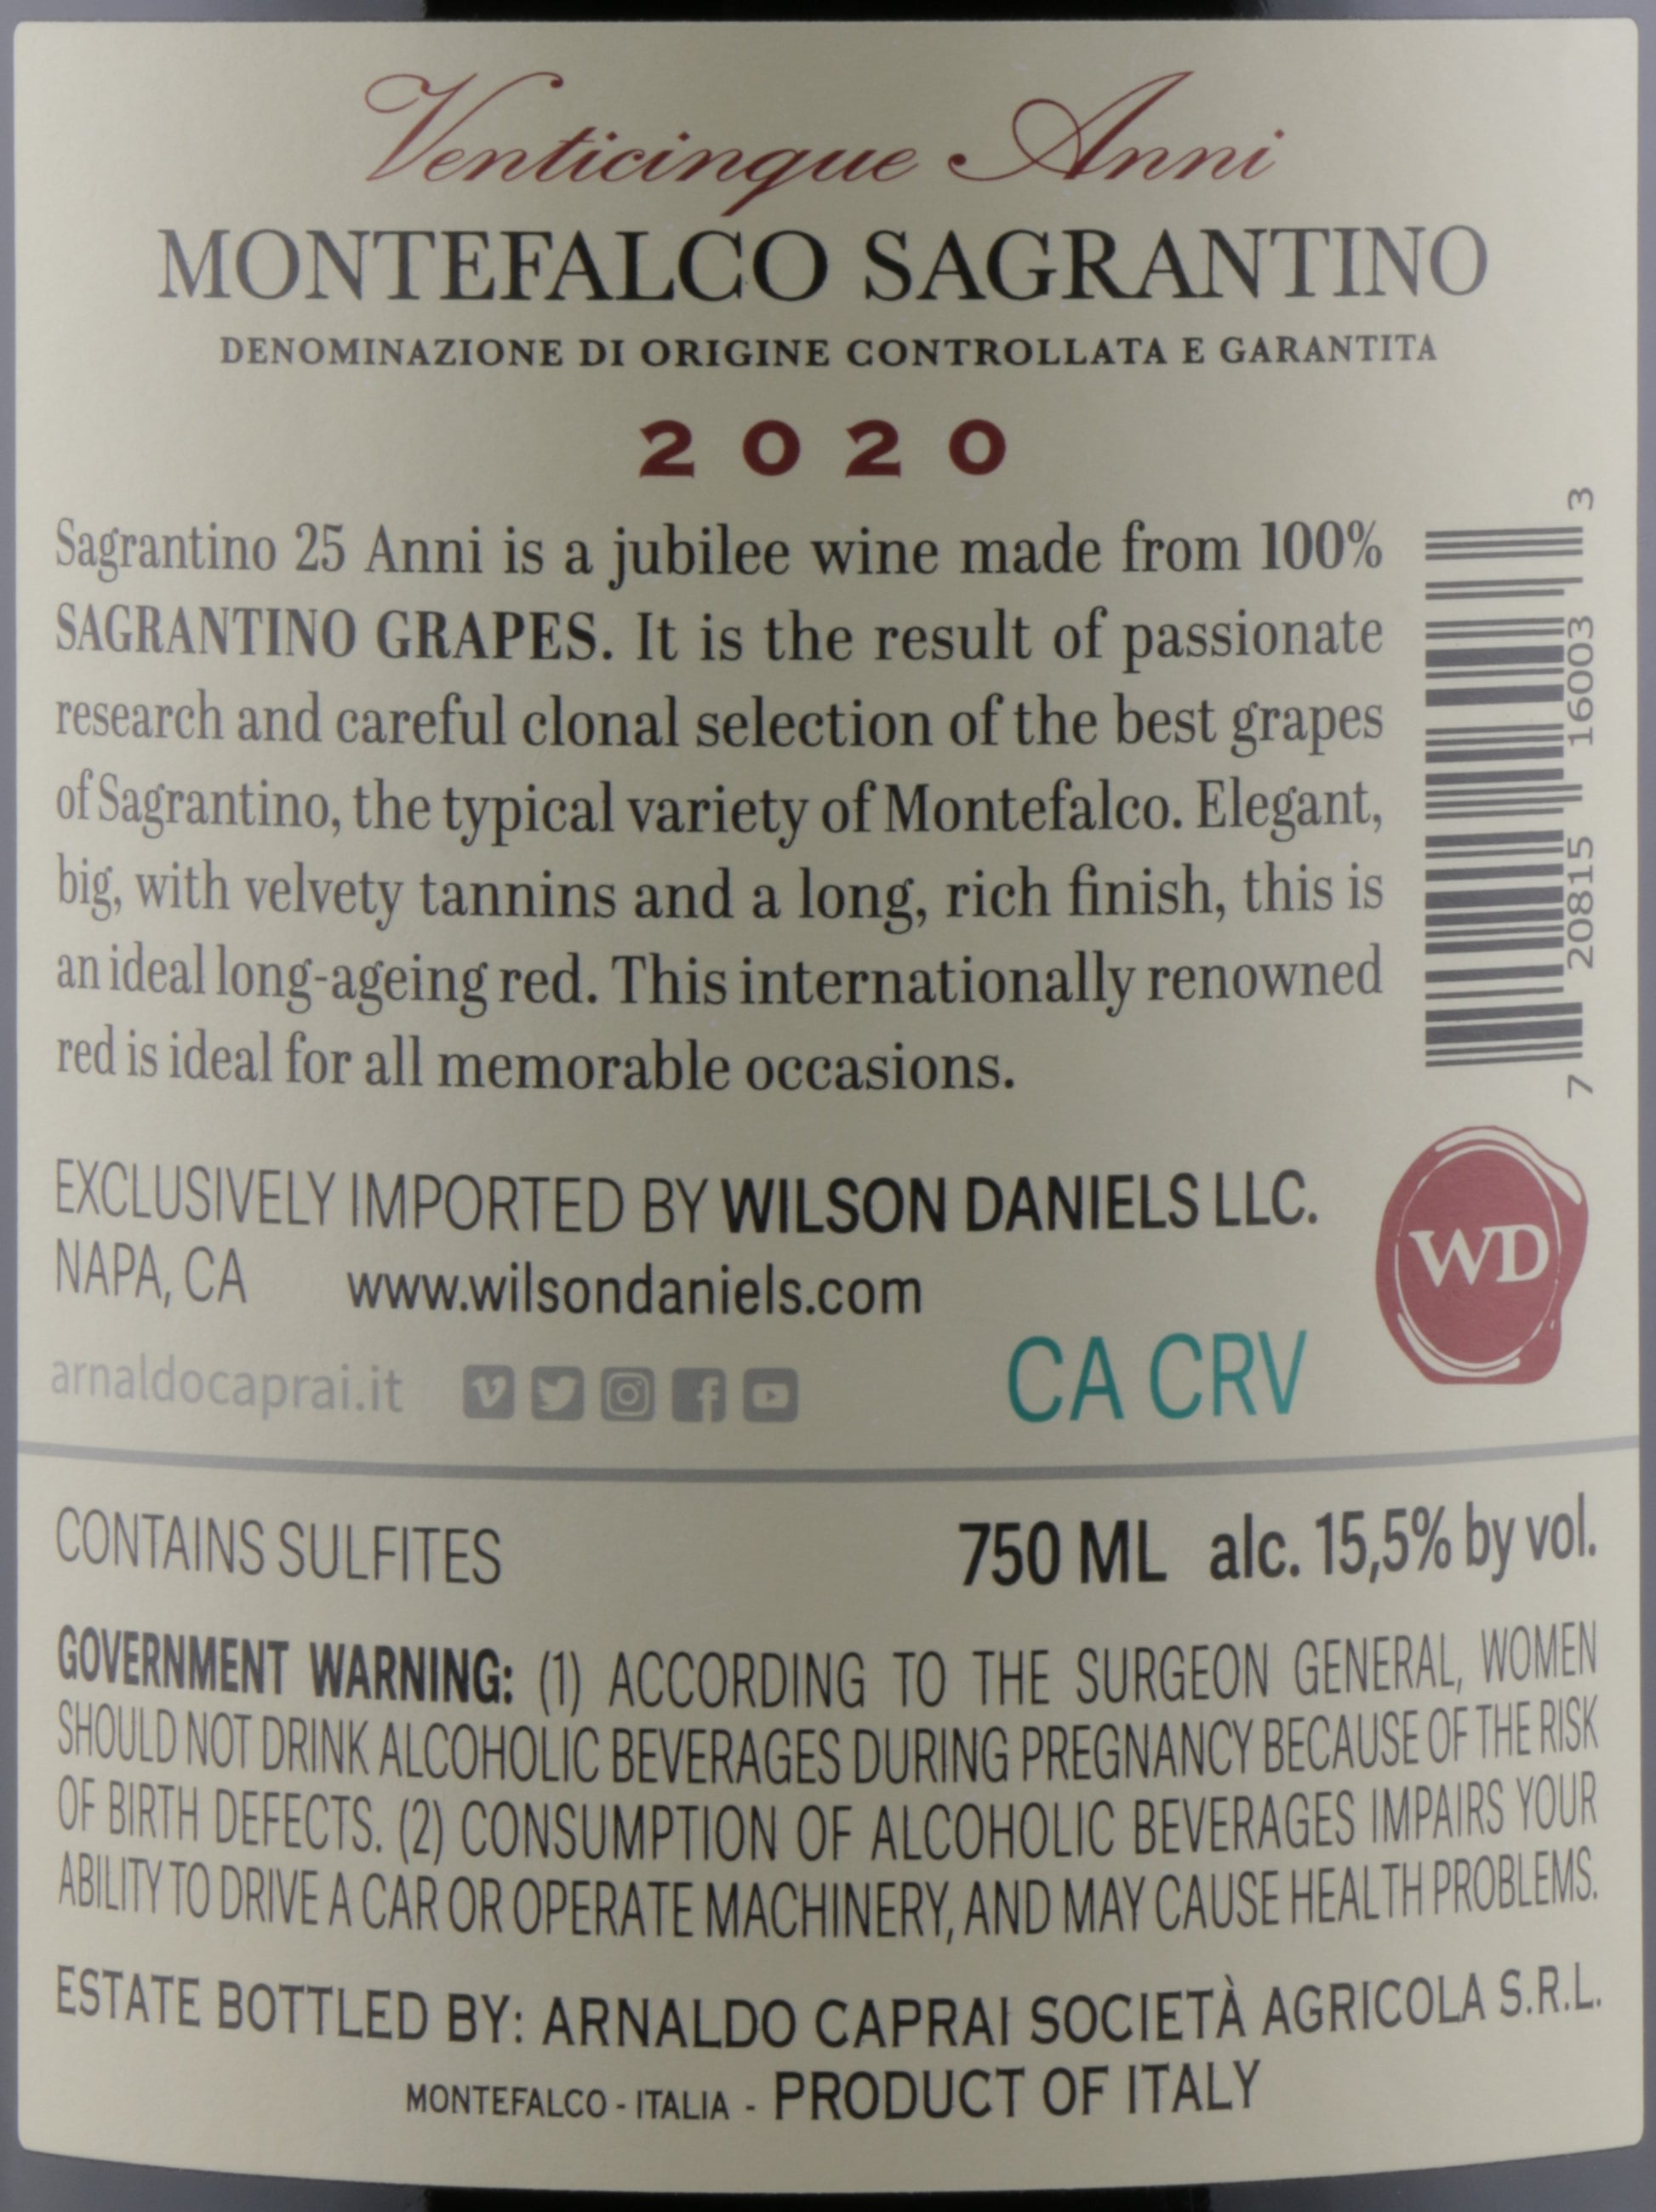 Venticinque Anni
MONTEFALCO SAGRANTINO
DENOMINAZIONE DI ORIGINE CONTROLLATA E GARANTITA
2020
Sagrantino 25 Anni is a jubilee wine made from 100%
SAGRANTINO GRAPES. It is the result of passionate
research and careful clonal selection of the best grapes
of Sagrantino, the typical variety of Montefalco. Elegant,
big, with velvety tannins and a long, rich finish, this is
an ideal long-ageing red. This internationally renowned
red is ideal for all memorable occasions.
7 20815 16003 3
EXCLUSIVELY IMPORTED BY WILSON DANIELS LLC.
NAPA, CA www.wilsondaniels.com
WD
arnaldocaprai.it
CA CRV
CONTAINS SULFITES 750 ML alc. 15,5% by vol.
GOVERNMENT WARNING: (1) ACCORDING TO THE SURGEON GENERAL, WOMEN
SHOULD NOT DRINK ALCOHOLIC BEVERAGES DURING PREGNANCY BECAUSE OF THE RISK
OF BIRTH DEFECTS. (2) CONSUMPTION OF ALCOHOLIC BEVERAGES IMPAIRS YOUR
ABILITY TO DRIVE A CAR OR OPERATE MACHINERY, AND MAY CAUSE HEALTH PROBLEMS.
ESTATE BOTTLED BY: ARNALDO CAPRAI SOCIETÀ AGRICOLA S.R.L.
MONTEFALCO - ITALIA - PRODUCT OF ITALY